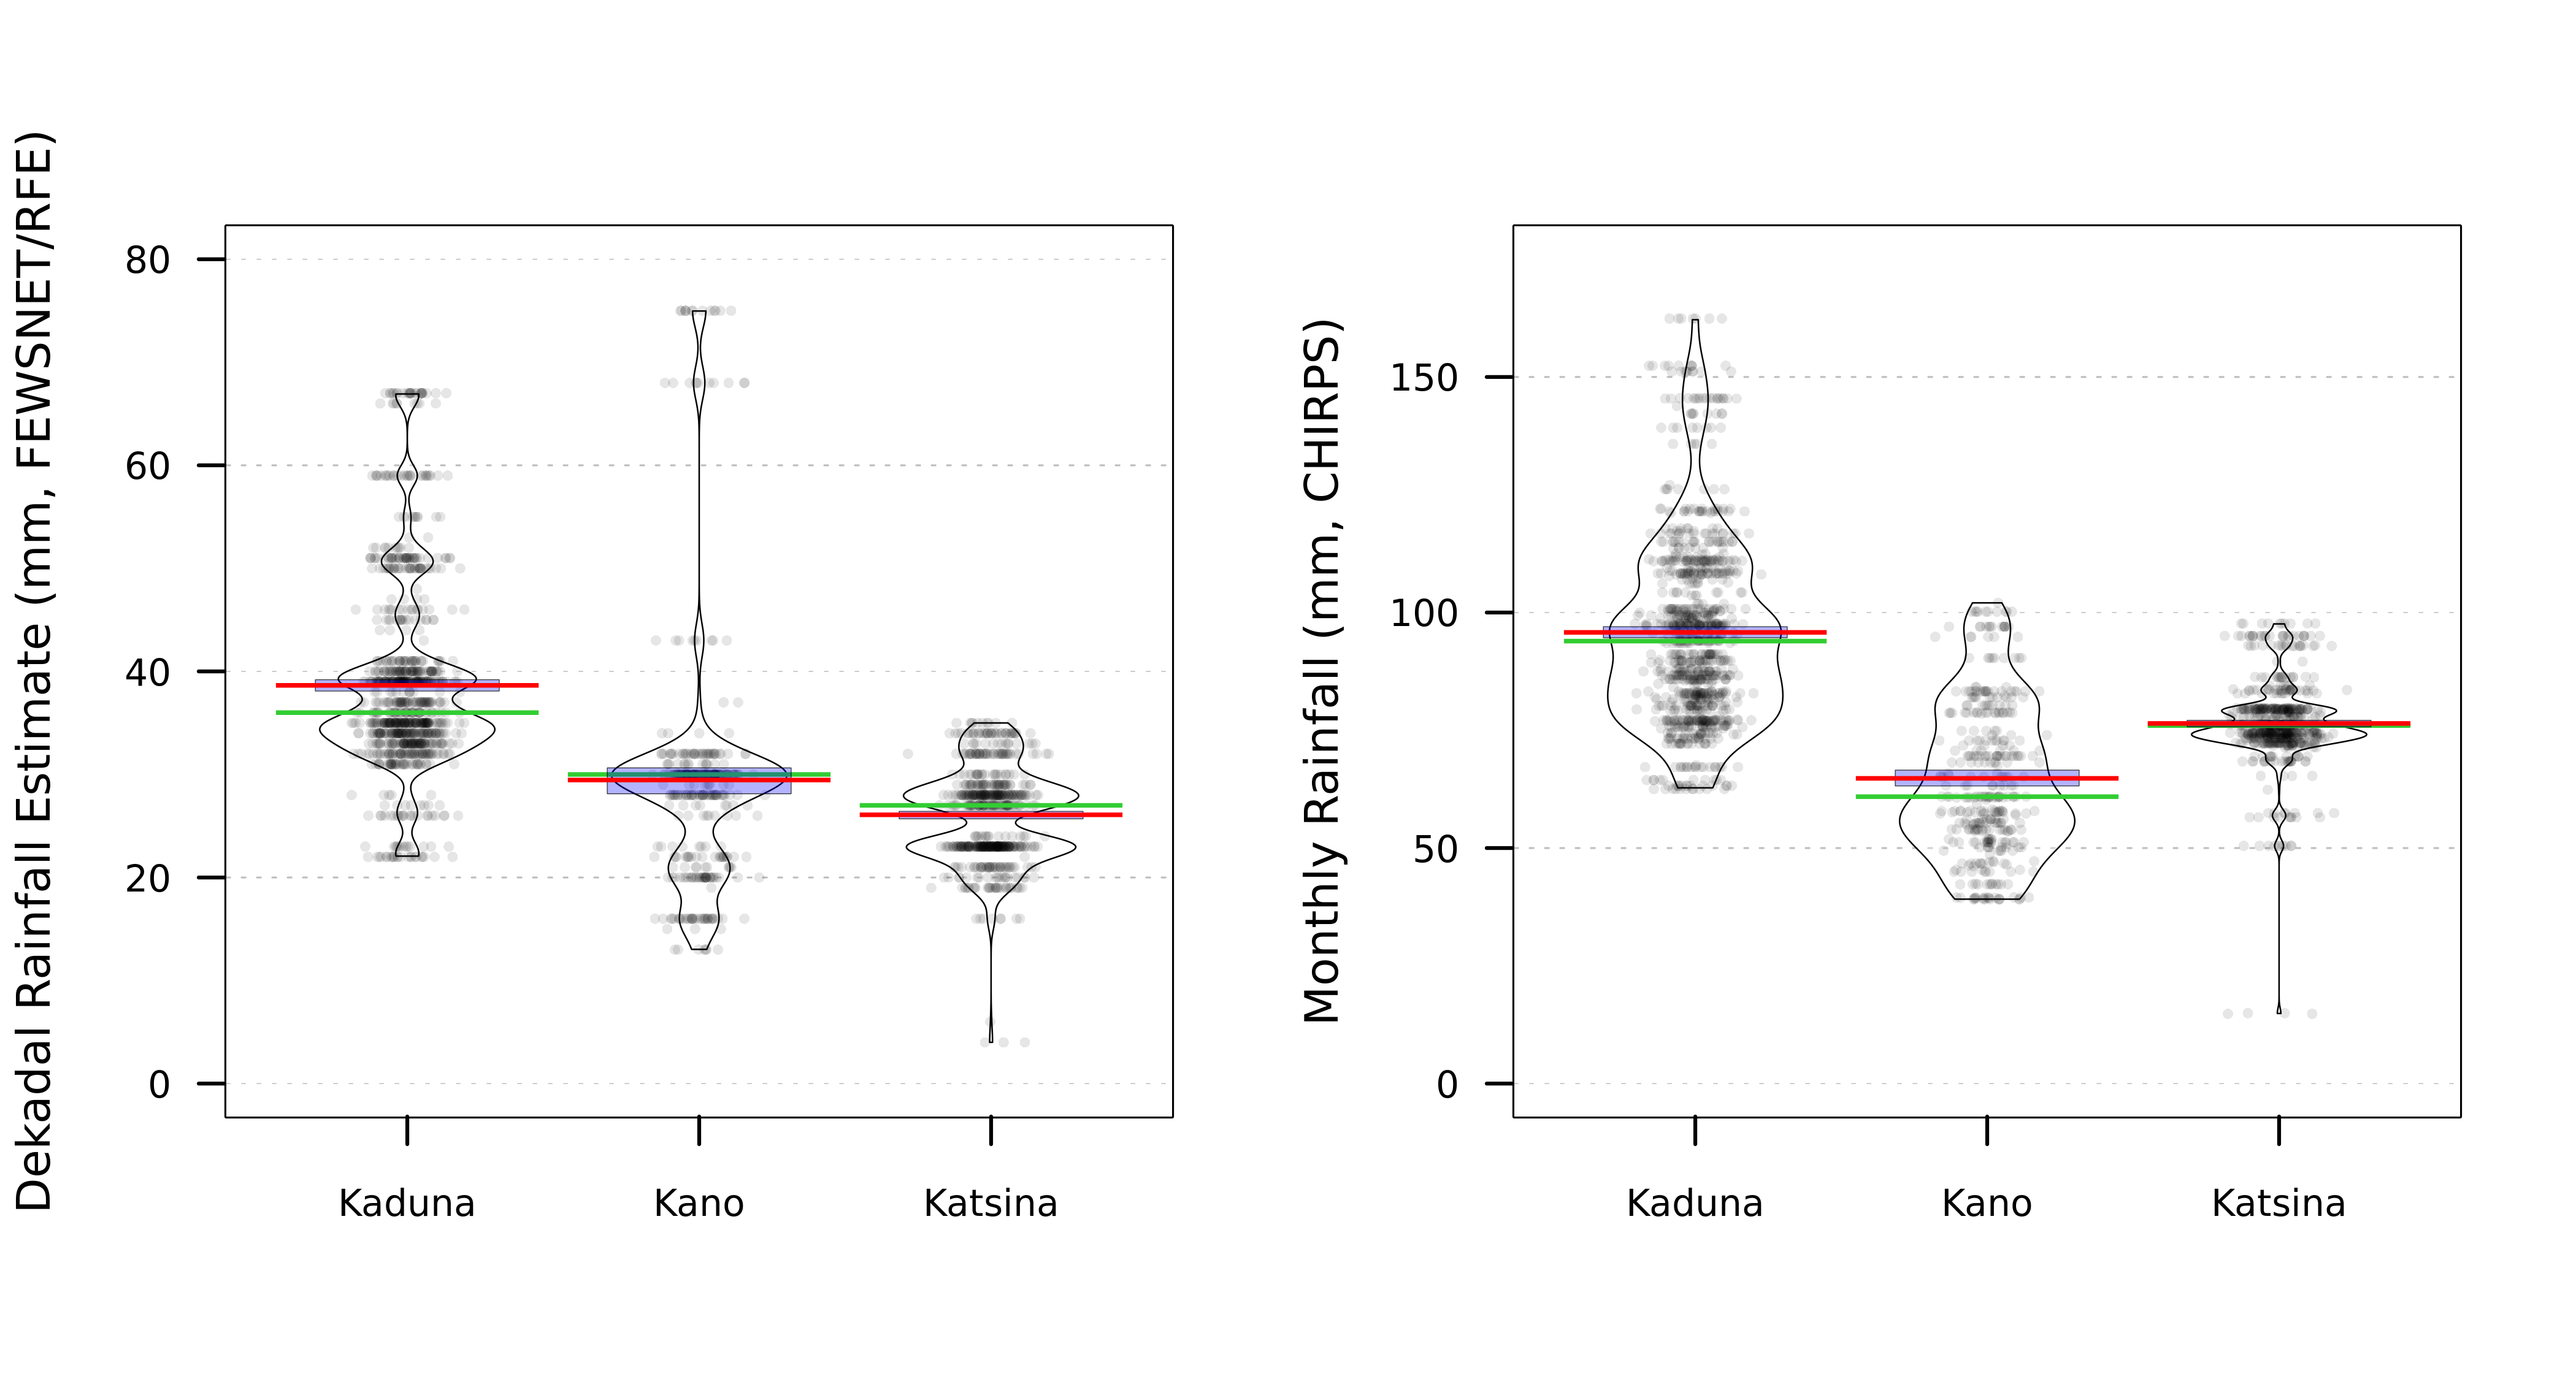 Dekadal Rainfall Estimate (mm, FEWSNET/RFE)
80
60
40
20
0
Kaduna
Kano
Katsina
Monthly Rainfall (mm, CHIRPS)
150
100
50
0
Kaduna
Kano
Katsina